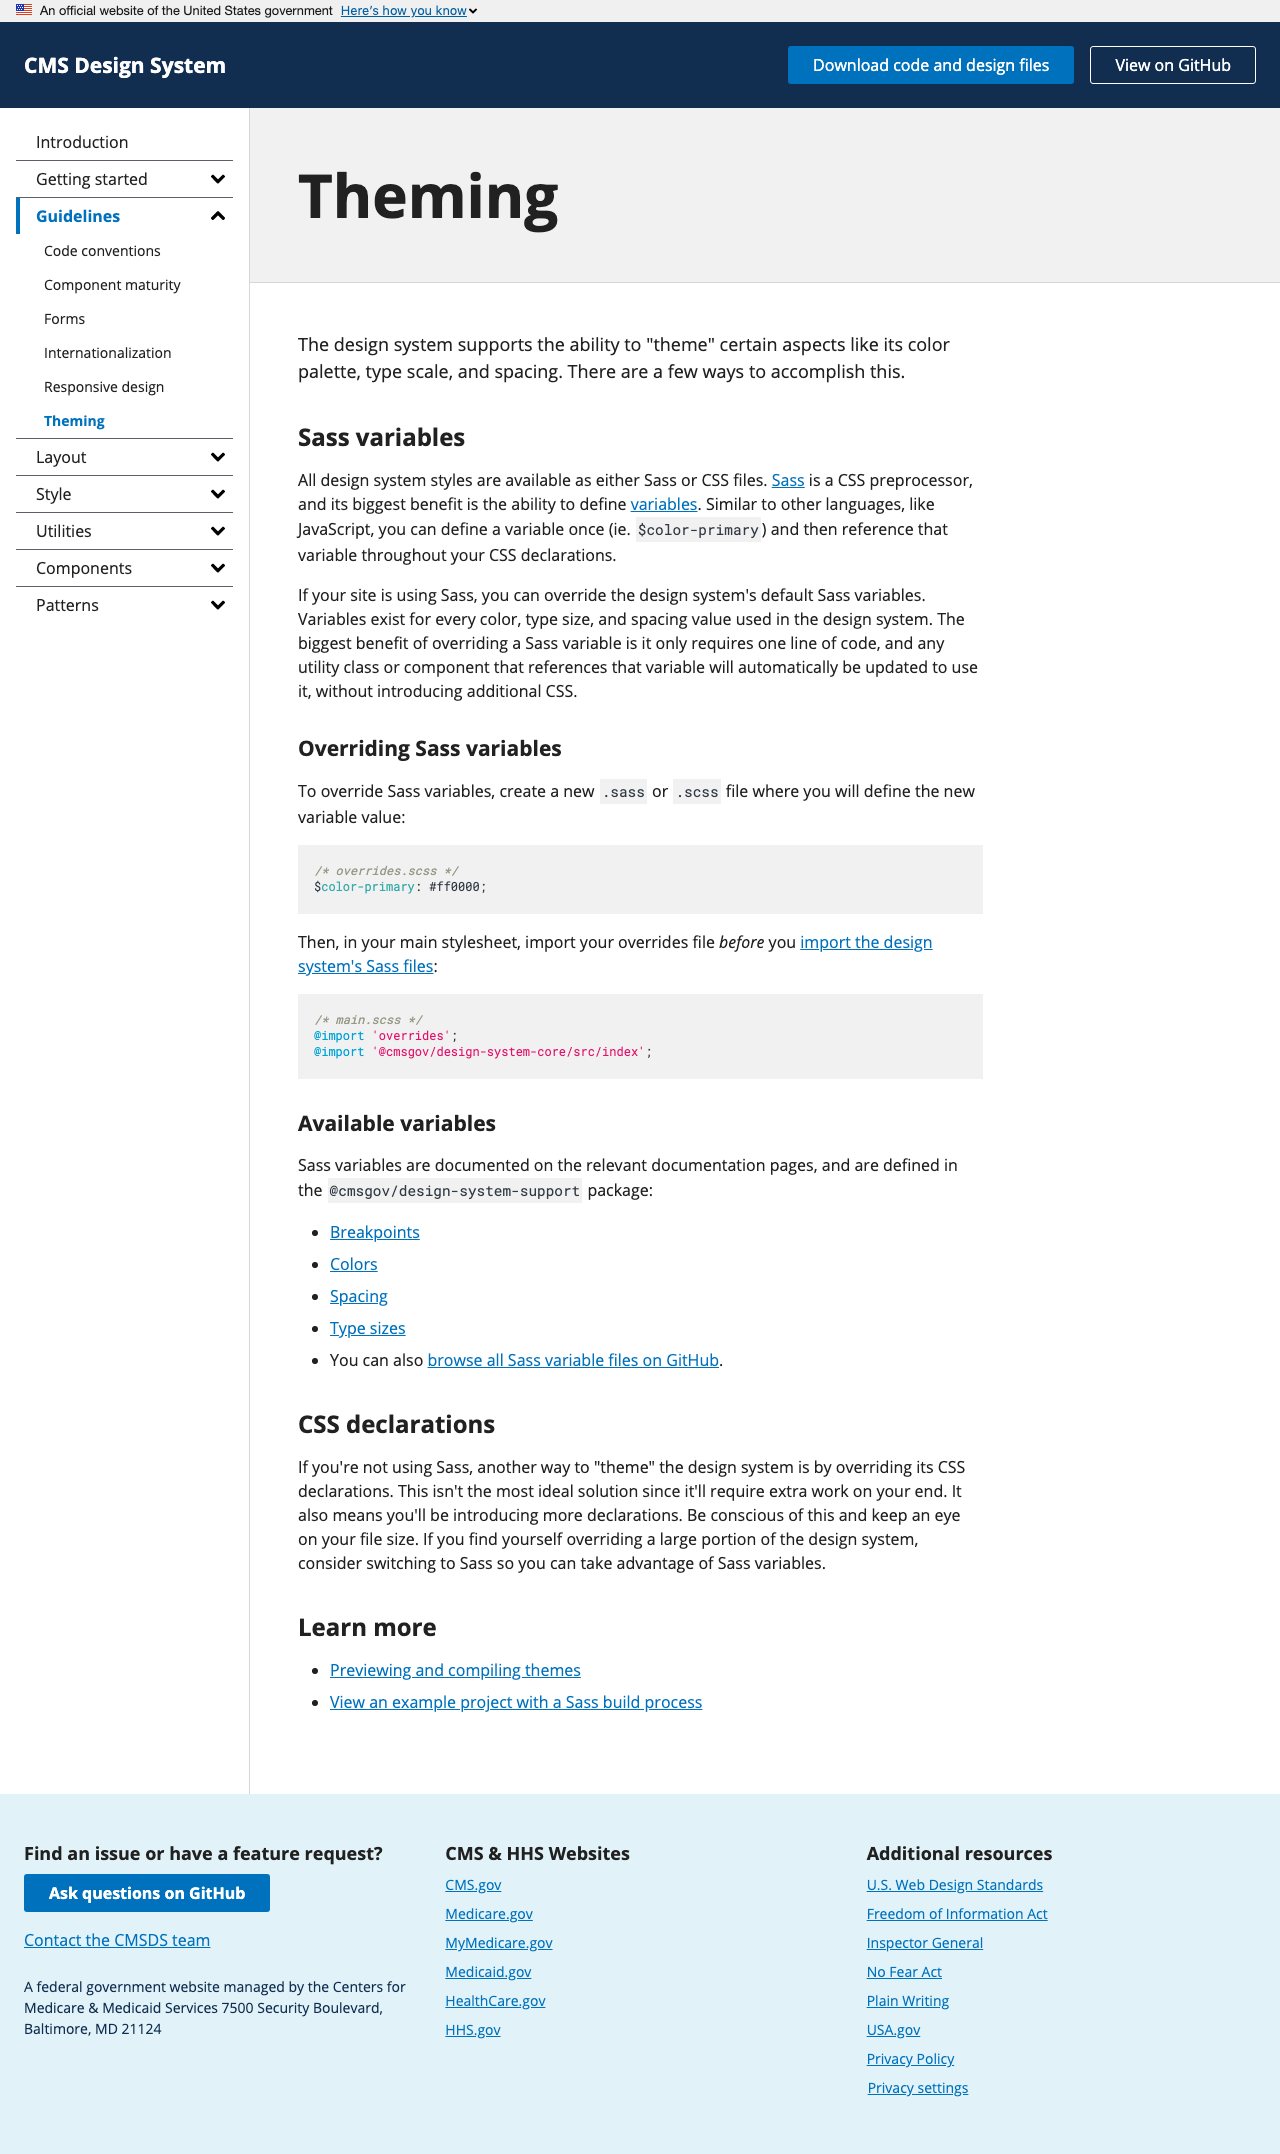 An official website of the United States government Here's how you know
CMS Design System
Download code and design files
View on GitHub
Introduction
Getting started
Guidelines
Code conventions
Component maturity
Forms
Internationalization
Responsive design
Theming
Layout
Style
Utilities
Components
Patterns
Theming
The design system supports the ability to "theme" certain aspects like its color
palette, type scale, and spacing. There are a few ways to accomplish this.
Sass variables
All design system styles are available as either Sass or CSS files. Sass is a CSS preprocessor,
and its biggest benefit is the ability to define variables. Similar to other languages, like
JavaScript, you can define a variable once (ie. $color-primary) and then reference that
variable throughout your CSS declarations.
If your site is using Sass, you can override the design system's default Sass variables.
Variables exist for every color, type size, and spacing value used in the design system. The
biggest benefit of overriding a Sass variable is it only requires one line of code, and any
utility class or component that references that variable will automatically be updated to use
it, without introducing additional CSS.
Overriding Sass variables
To override Sass variables, create a new .sass or .scss file where you will define the new
variable value:
/* overrides.scss */
$color-primary: #ff0000;
Then, in your main stylesheet, import your overrides file before you import the design
system's Sass files:
/* main.scss */
@import 'overrides';
@import '@cmsgov/design-system-core/src/index';
Available variables
Sass variables are documented on the relevant documentation pages, and are defined in
the @cmsgov/design-system-support package:
• Breakpoints
• Colors
• Spacing
• Type sizes
• You can also browse all Sass variable files on GitHub.
CSS declarations
If you're not using Sass, another way to "theme" the design system is by overriding its CSS
declarations. This isn't the most ideal solution since it'll require extra work on your end. It
also means you'll be introducing more declarations. Be conscious of this and keep an eye
on your file size. If you find yourself overriding a large portion of the design system,
consider switching to Sass so you can take advantage of Sass variables.
Learn more
• Previewing and compiling themes
• View an example project with a Sass build process
Find an issue or have a feature request?
Ask questions on GitHub
Contact the CMSDS team
A federal government website managed by the Centers for
Medicare & Medicaid Services 7500 Security Boulevard,
Baltimore, MD 21124
CMS & HHS Websites
CMS.gov
Medicare.gov
MyMedicare.gov
Medicaid.gov
HealthCare.gov
HHS.gov
Additional resources
U.S. Web Design Standards
Freedom of Information Act
Inspector General
No Fear Act
Plain Writing
USA.gov
Privacy Policy
Privacy settings